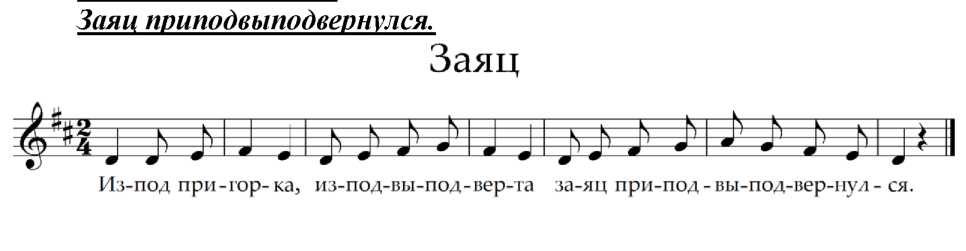 Заяц приподвыподвернулся.
Заяц
2
4
Из-под при-гор-ка, из-под-вы-под-вер-та за-яц при-под-вы-под-вер-нул-ся.